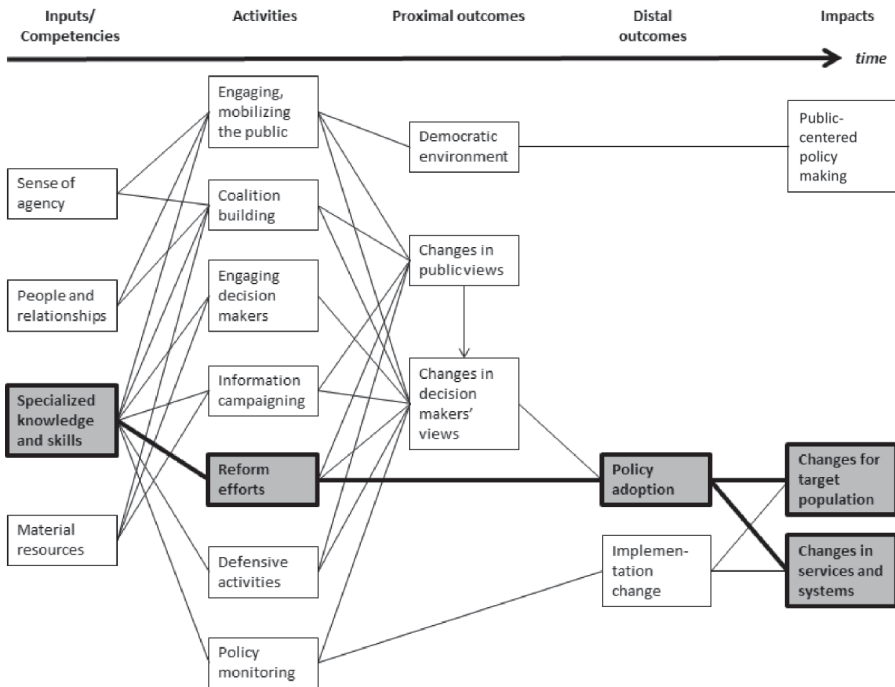 Inputs/
Competencies
Activities
Proximal outcomes
Distal
outcomes
Impacts
time
Engaging,
mobilizing
the public
Democratic
environment
Public-
centered
policy
making
Sense of
agency
Coalition
building
Changes in
public views
People and
relationships
Engaging
decision
makers
Specialized
knowledge
and skills
Information
campaigning
Changes in
decision
makers'
views
Reform
efforts
Policy
adoption
Changes for
target
population
Material
resources
Defensive
activities
Implemen-
tation
change
Changes in
services and
systems
Policy
monitoring